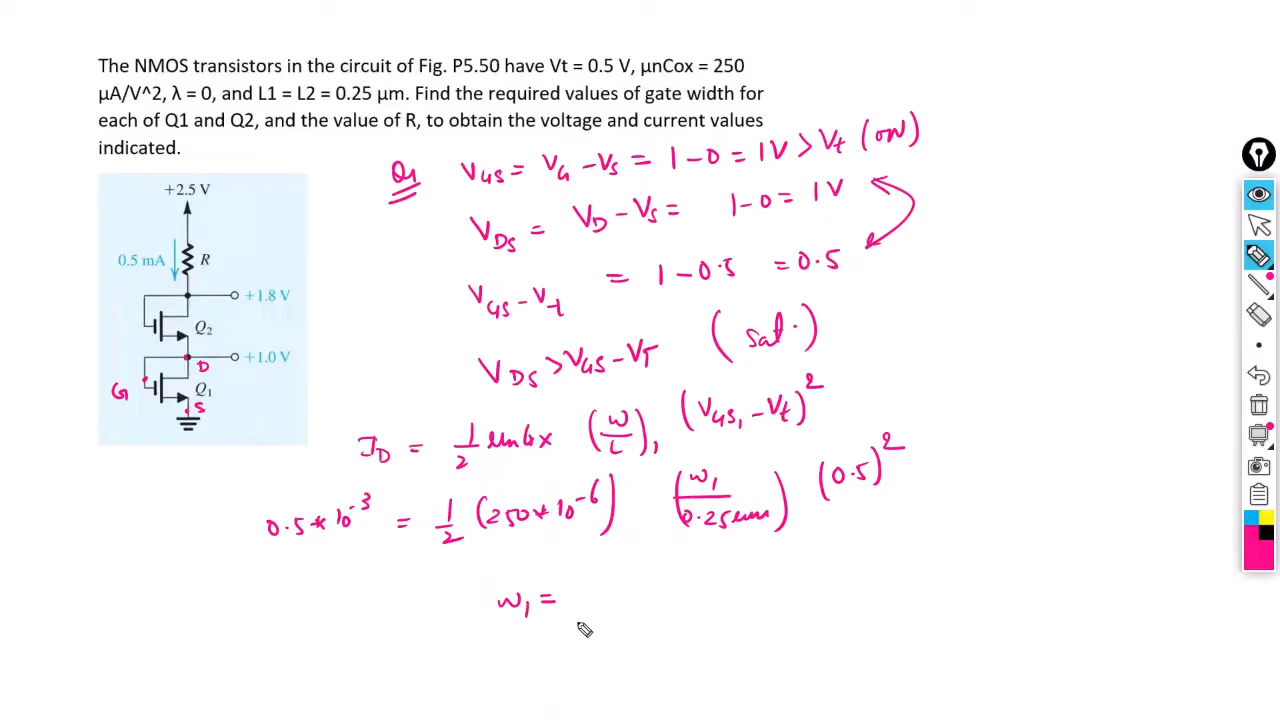 The NMOS transistors in the circuit of Fig. P5.50 have Vt = 0.5 V, μnCox = 250
μA/V^2, λ = 0, and L1 = L2 = 0.25 μm. Find the required values of gate width for
each of Q1 and Q2, and the value of R, to obtain the voltage and current values
indicated.
+2.5 V
0.5 mA
R
+1.8 V
Q2
+1.0 V
D
G
Q1
S
Q1 VGS = VG - VS = 1 - 0 = 1V > Vt (ON)
VDS = VD - VS = 1 - 0 = 1V
VGS - Vt = 1 - 0.5 = 0.5
VDS > VGS - VT (Sat.)
ID = 1/2 μnCox (W/L)1 (VGS1 - Vt)^2
0.5 * 10^-3 = 1/2 (250 * 10^-6) (W1/0.25μm) (0.5)^2
W1 =